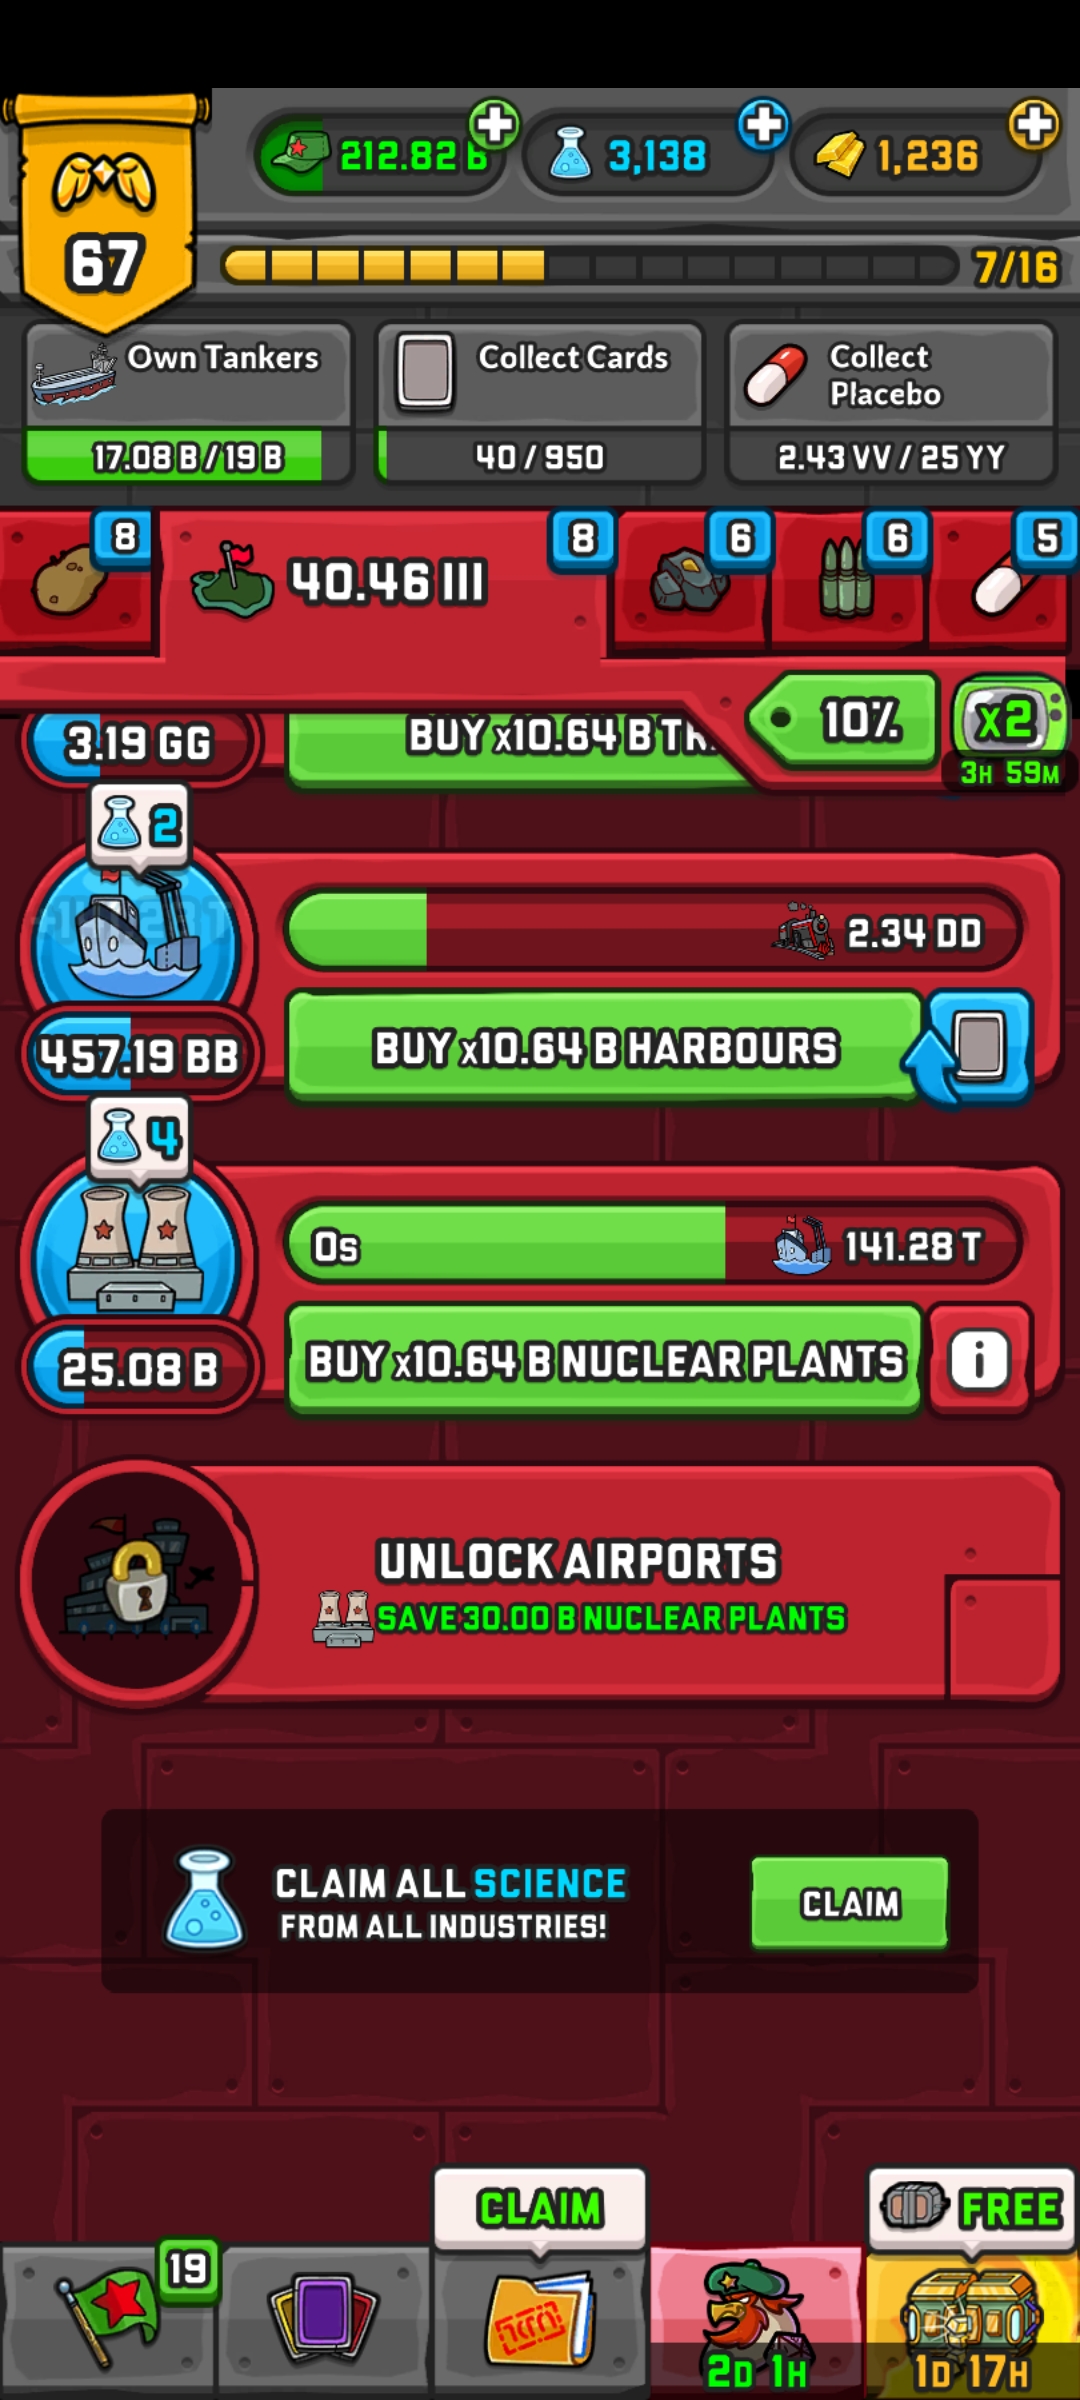 212.82 B
3,138
1,236
67
7/16
Own Tankers
17.08 B / 19 B
Collect Cards
40 / 950
Collect
Placebo
2.43 VV / 25 YY
8
40.46 III
8
6
6
5
10%
x2
3H 59M
3.19 GG
BUY x10.64 B
2
2.34 DD
457.19 BB
BUY x10.64 B HARBOURS
4
0s
141.28 T
25.08 B
BUY x10.64 B NUCLEAR PLANTS
i
UNLOCK AIRPORTS
SAVE 30.00 B NUCLEAR PLANTS
CLAIM ALL SCIENCE
FROM ALL INDUSTRIES!
CLAIM
CLAIM
FREE
19
2D 1H
1D 17H